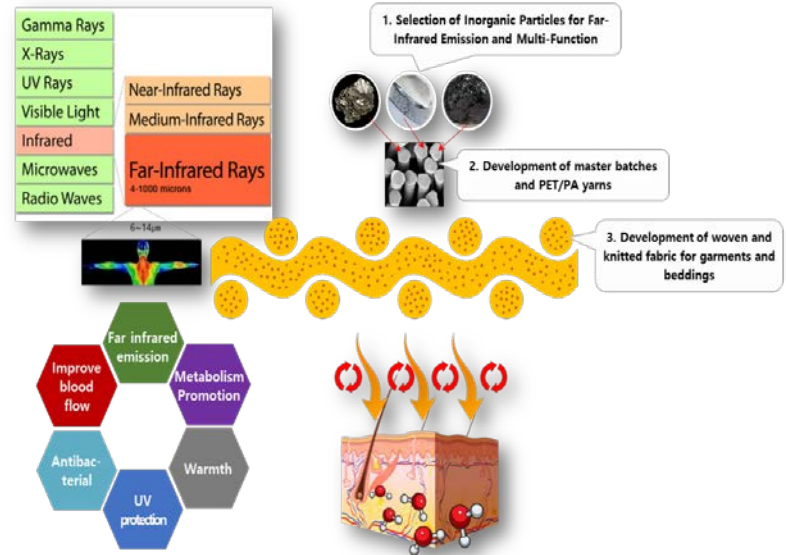 Gamma Rays
X-Rays
UV Rays
Visible Light
Infrared
Microwaves
Radio Waves
Near-Infrared Rays
Medium-Infrared Rays
Far-Infrared Rays
4-1000 microns
6~14μm
1. Selection of Inorganic Particles for Far-
Infrared Emission and Multi-Function
2. Development of master batches
and PET/PA yarns
3. Development of woven and
knitted fabric for garments and
beddings
Far infrared
emission
Improve
blood
flow
Metabolism
Promotion
Antibac-
terial
Warmth
UV
protection